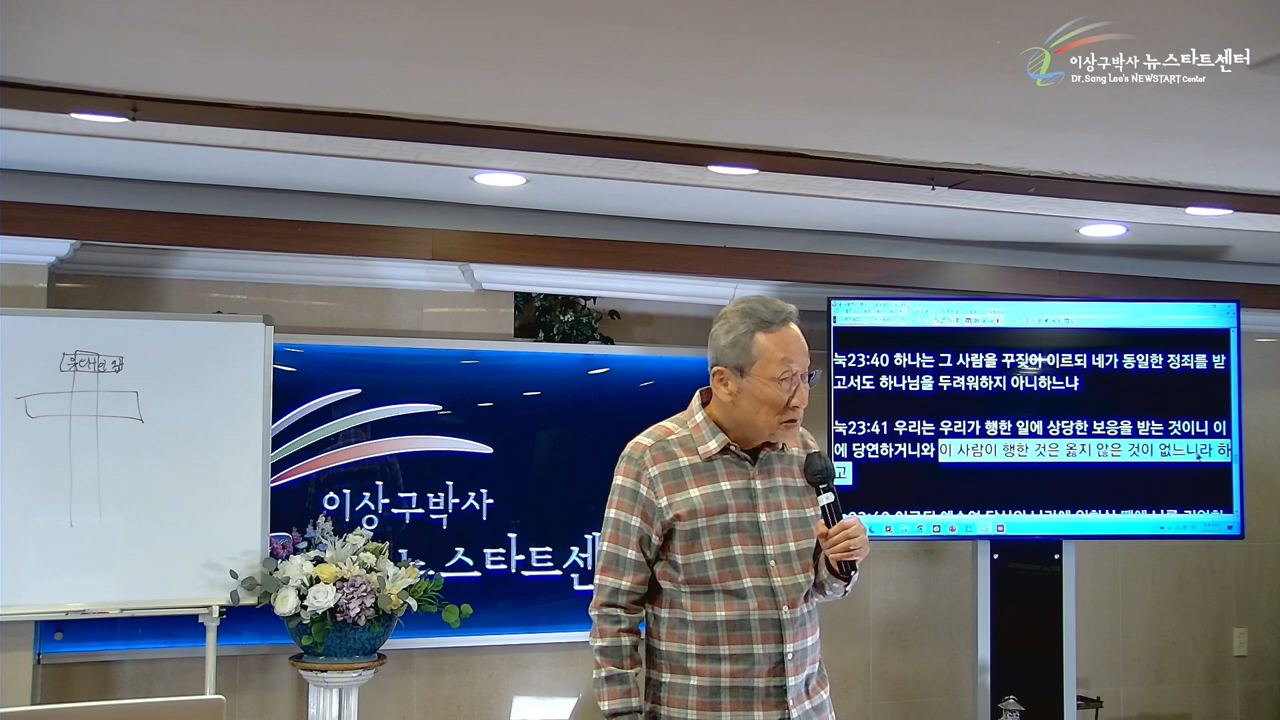 이상구박사 뉴스타트센터
Dr. Sang Lee's NEWSTART Center
눅23:40 하나는 그 사람을 꾸짖어 이르되 네가 동일한 정죄를 받
고서도 하나님을 두려워하지 아니하느냐
눅23:41 우리는 우리가 행한 일에 상당한 보응을 받는 것이니 이
에 당연하거니와 이 사람이 행한 것은 옳지 않은 것이 없느니라 하
고
이상구박사
뉴스타트센